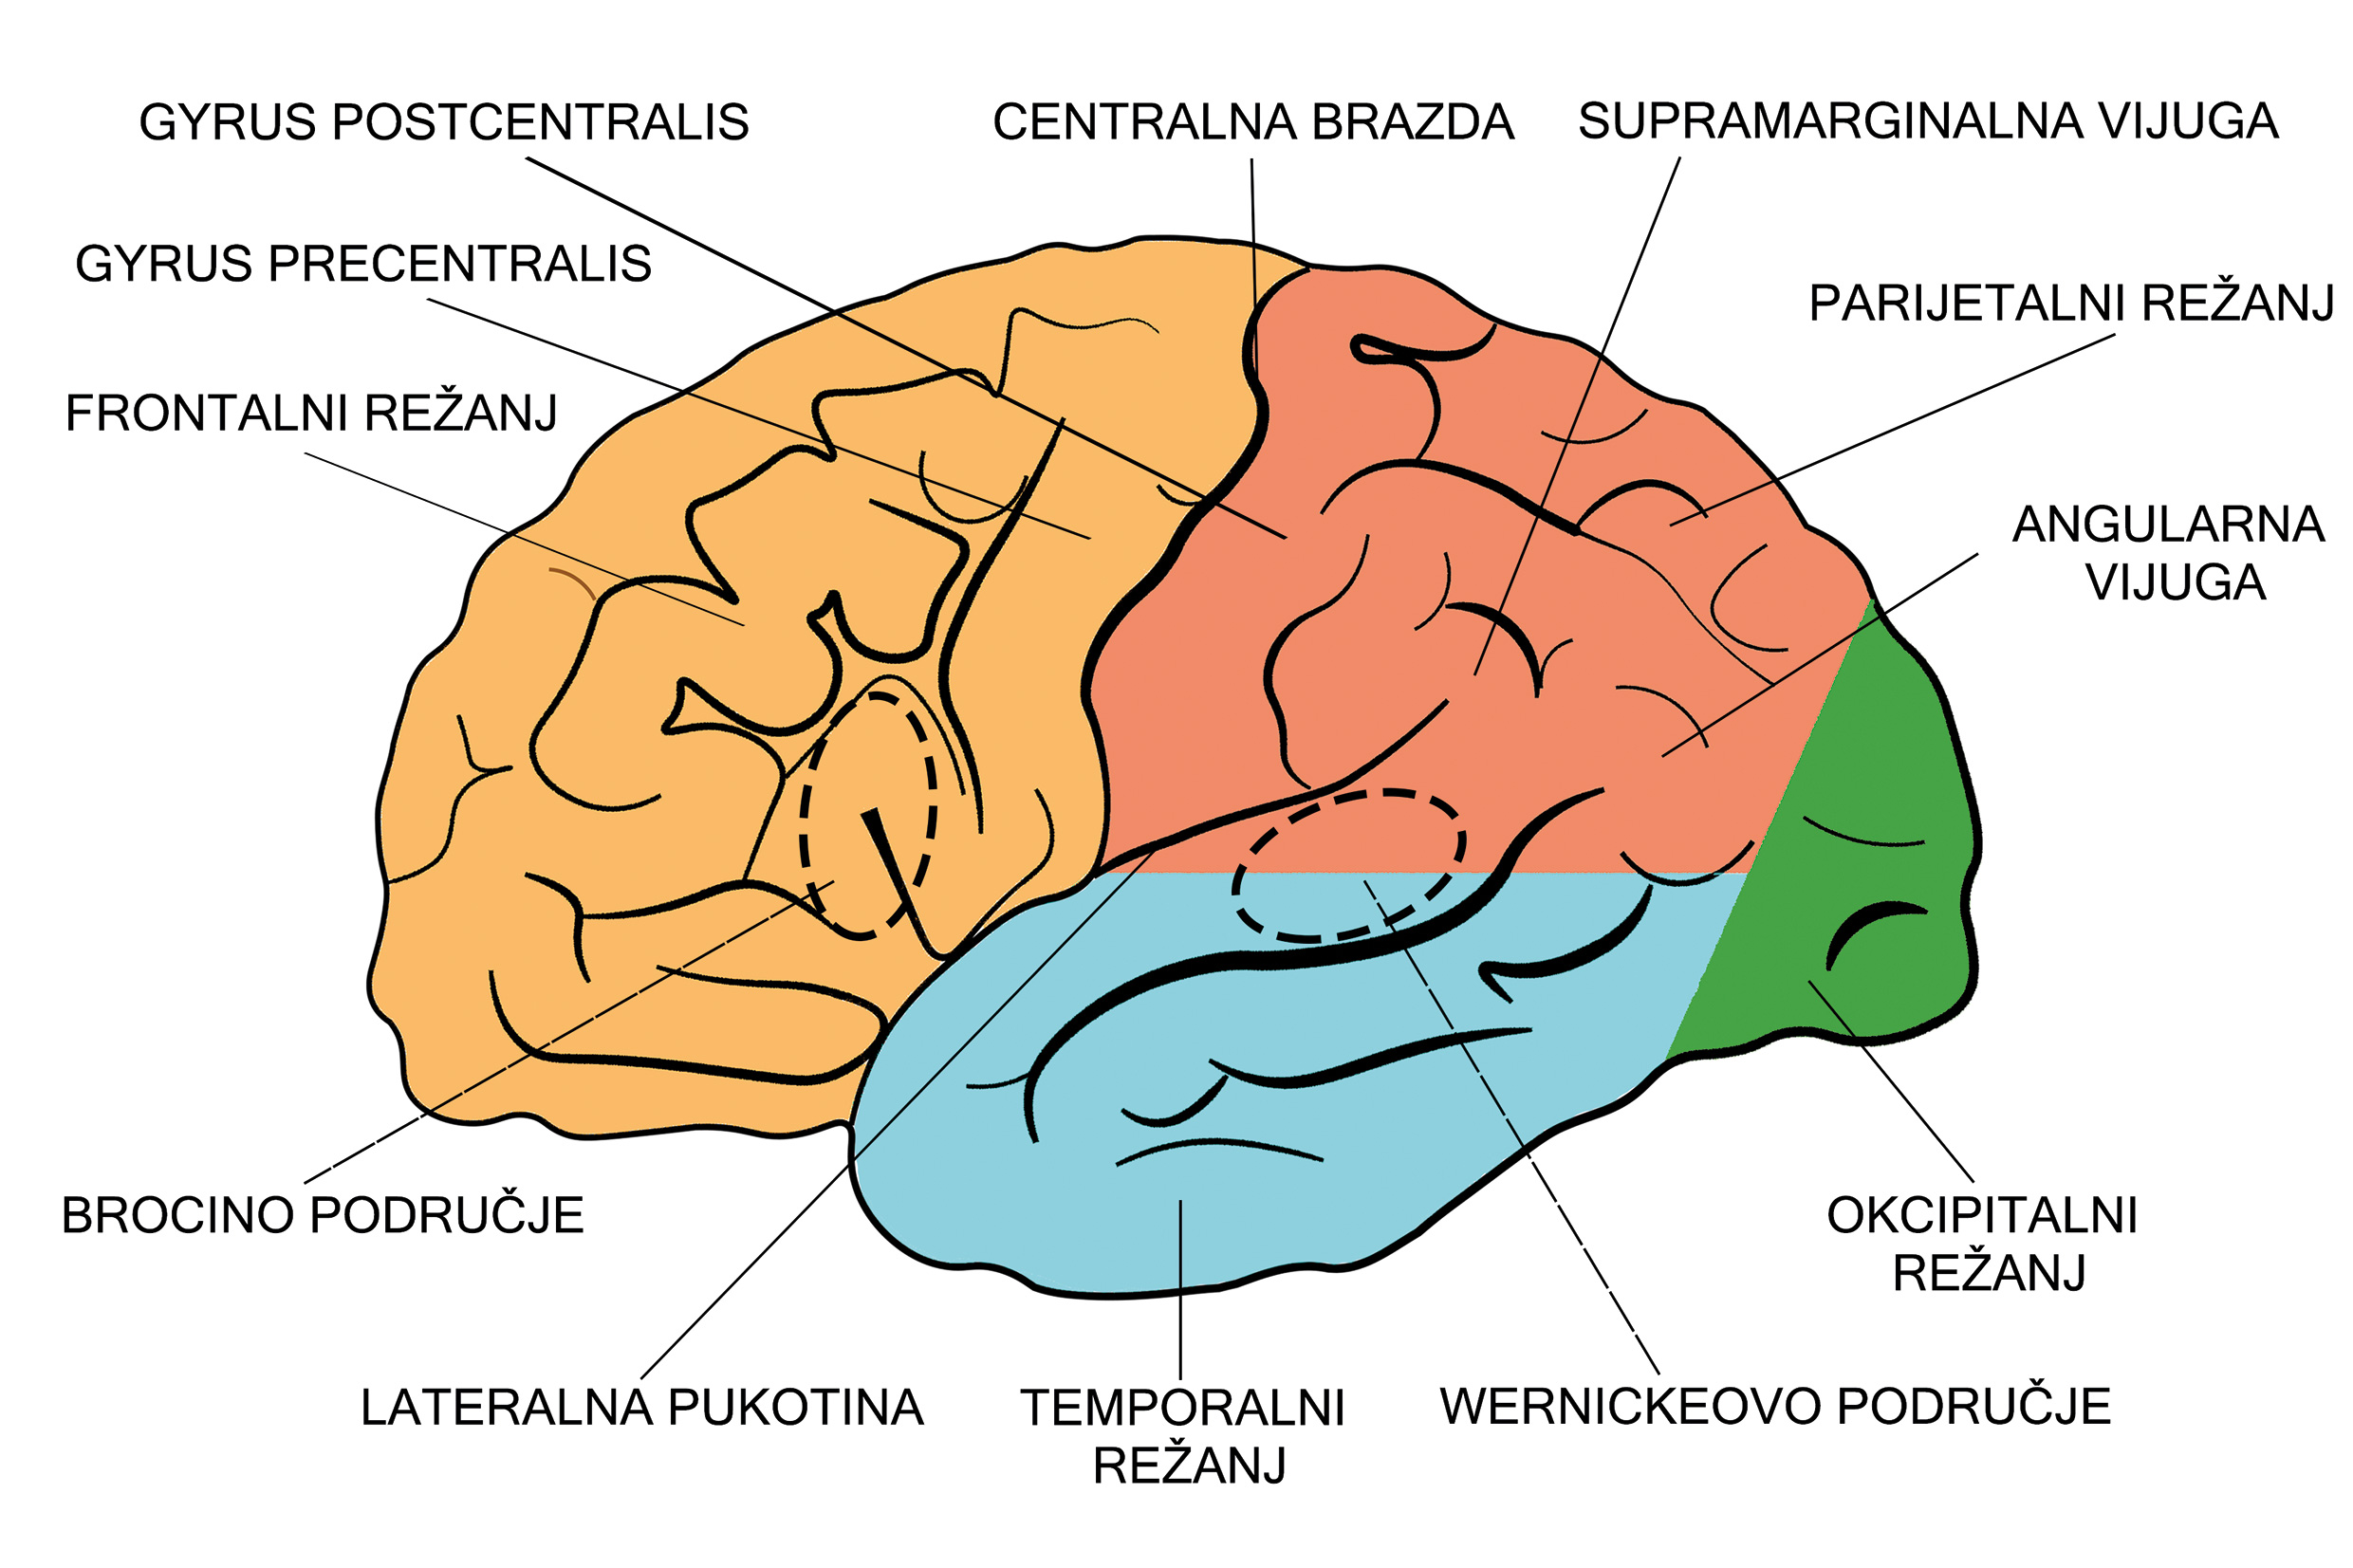 GYRUS POSTCENTRALIS
CENTRALNA BRAZDA
SUPRAMARGINALNA VIJUGA
GYRUS PRECENTRALIS
PARIJETALNI REŽANJ
FRONTALNI REŽANJ
ANGULARNA
VIJUGA
BROCINO PODRUČJE
OKCIPITALNI
REŽANJ
LATERALNA PUKOTINA
TEMPORALNI
REŽANJ
WERNICKEOVO PODRUČJE